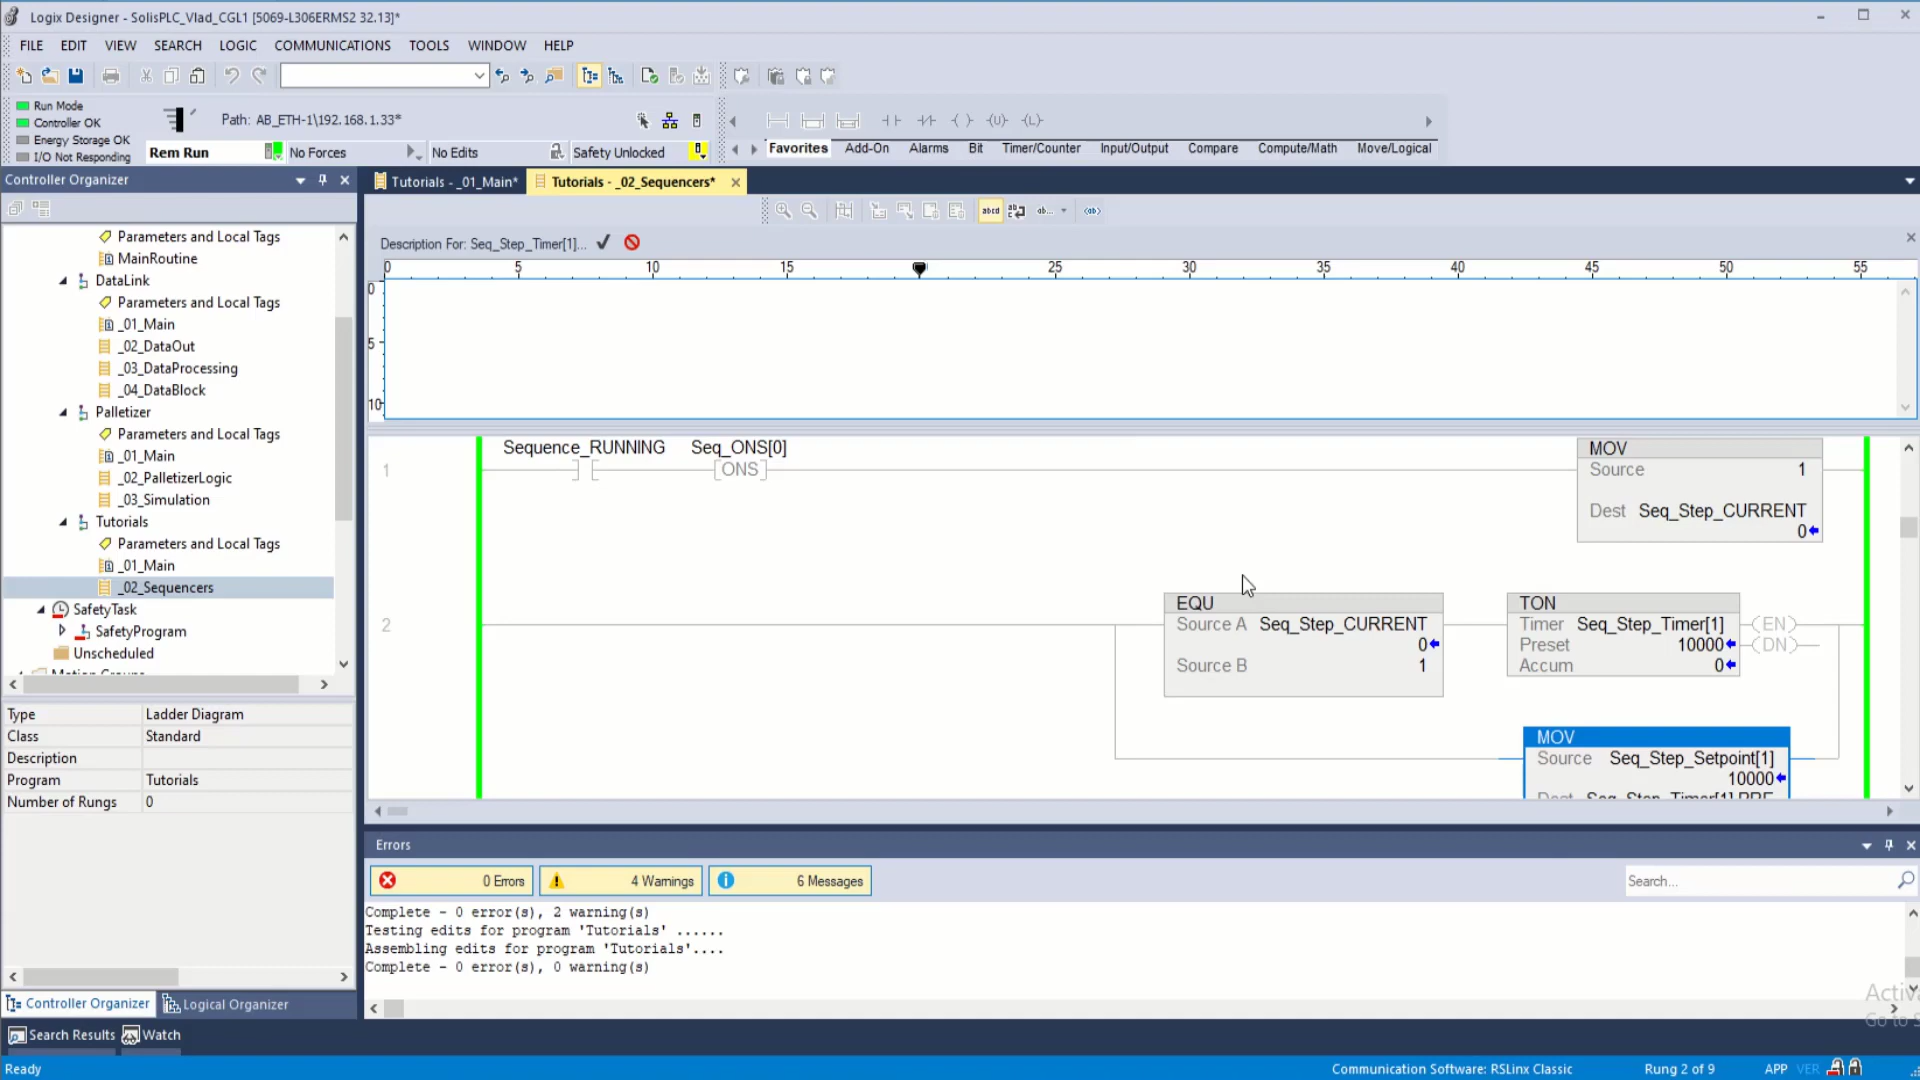 Logix Designer - SolisPLC_Vlad_CGL1 [5069-L306ERMS2 32.13]*
FILE EDIT VIEW SEARCH LOGIC COMMUNICATIONS TOOLS WINDOW HELP
Run Mode
Controller OK
Energy Storage OK
I/O Not Responding
Path: AB_ETH-1\192.168.1.33*
Rem Run No Forces No Edits Safety Unlocked
Favorites Add-On Alarms Bit Timer/Counter Input/Output Compare Compute/Math Move/Logical
Controller Organizer
Tutorials - _01_Main* Tutorials - _02_Sequencers*
Description For: Seq_Step_Timer[1]...
0 5 10 15 25 30 35 40 45 50 55
0
5
10
Parameters and Local Tags
MainRoutine
DataLink
Parameters and Local Tags
_01_Main
_02_DataOut
_03_DataProcessing
_04_DataBlock
Palletizer
Parameters and Local Tags
_01_Main
_02_PalletizerLogic
_03_Simulation
Tutorials
Parameters and Local Tags
_01_Main
_02_Sequencers
SafetyTask
SafetyProgram
Unscheduled
Type Ladder Diagram
Class Standard
Description
Program Tutorials
Number of Rungs 0
Controller Organizer Logical Organizer
1
Sequence_RUNNING Seq_ONS[0]
ONS
MOV
Source 1
Dest Seq_Step_CURRENT
0
2
EQU
Source A Seq_Step_CURRENT
0
Source B 1
TON
Timer Seq_Step_Timer[1]
Preset 10000
Accum 0
EN
DN
MOV
Source Seq_Step_Setpoint[1]
10000
Dest Seq_Step_Timer[1].PRE
Errors
0 Errors 4 Warnings 6 Messages
Search...
Complete - 0 error(s), 2 warning(s)
Testing edits for program 'Tutorials' ......
Assembling edits for program 'Tutorials'....
Complete - 0 error(s), 0 warning(s)
Search Results Watch
Ready
Communication Software: RSLinx Classic Rung 2 of 9 APP VER